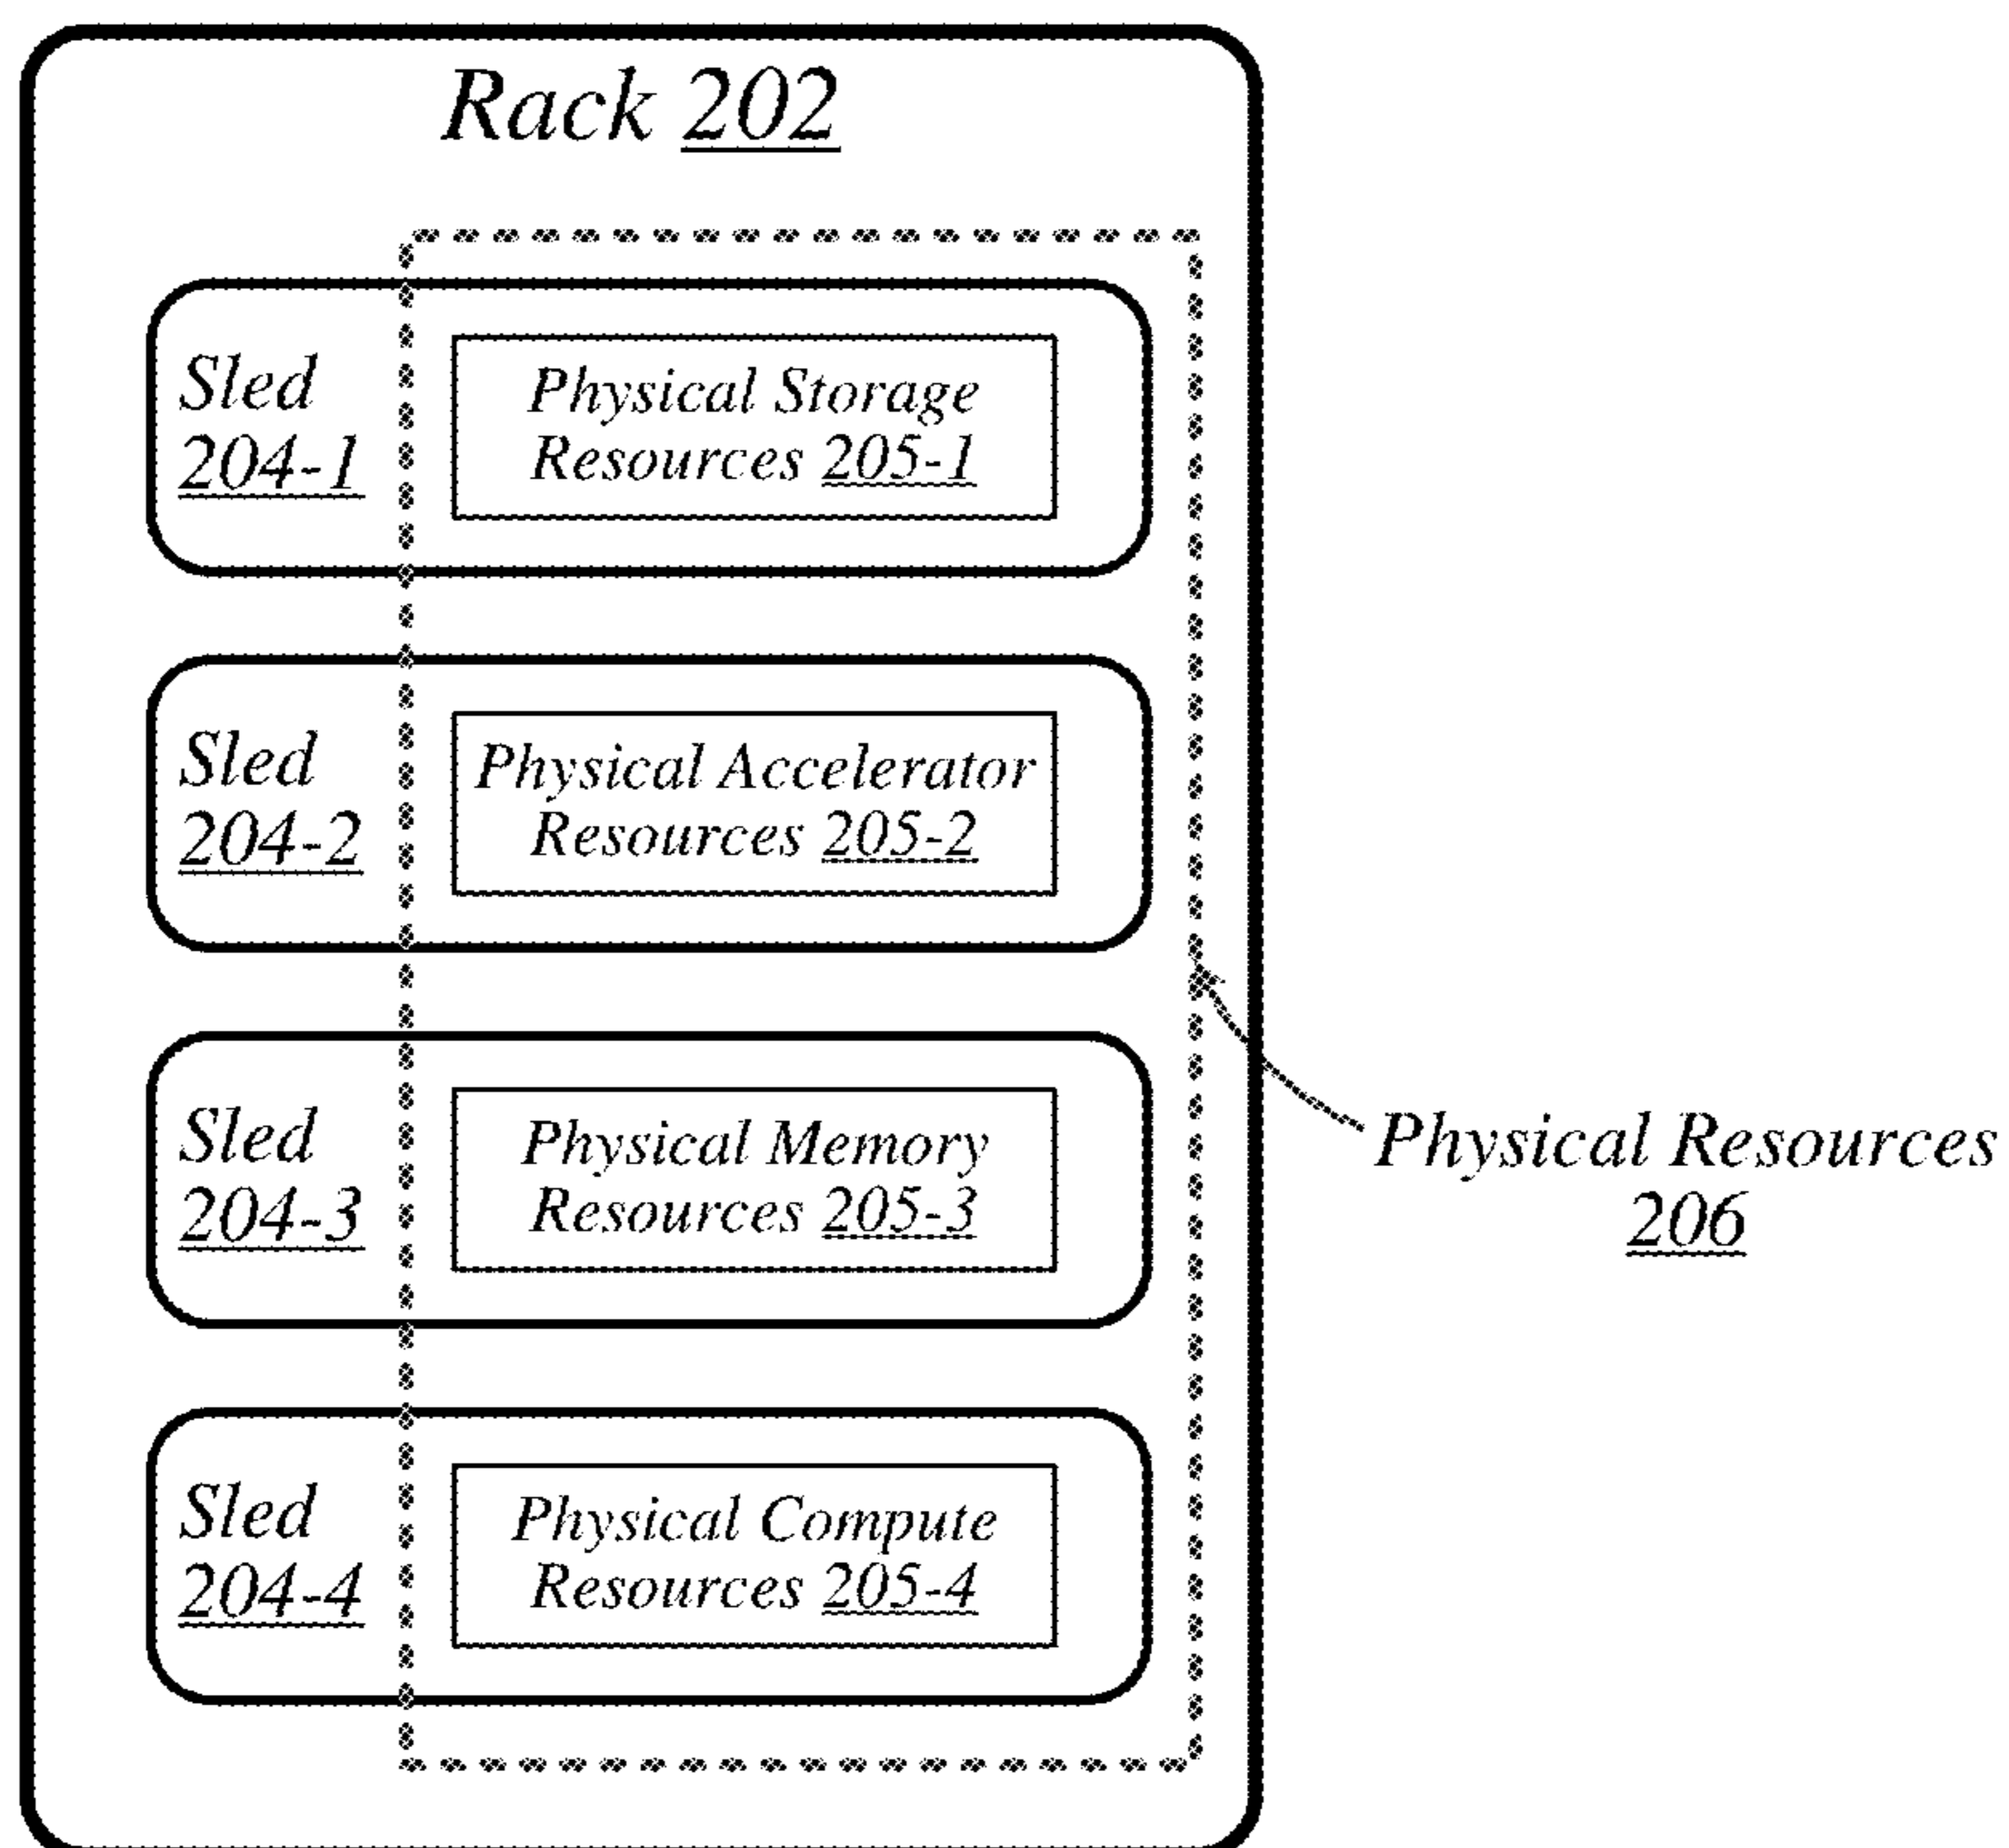 Rack 202
Sled
204-1
Physical Storage
Resources 205-1
Sled
204-2
Physical Accelerator
Resources 205-2
Sled
204-3
Physical Memory
Resources 205-3
Physical Resources
206
Sled
204-4
Physical Compute
Resources 205-4